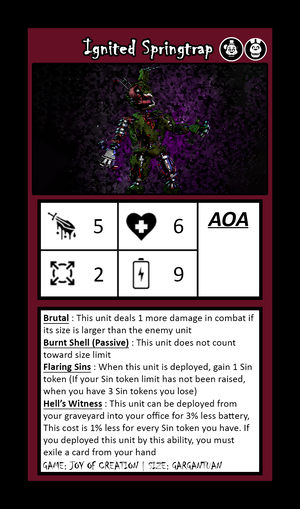 Ignited Springtrap
5
6
AOA
2
9
Brutal : This unit deals 1 more damage in combat if
its size is larger than the enemy unit
Burnt Shell (Passive) : This unit does not count
toward size limit
Flaring Sins : When this unit is deployed, gain 1 Sin
token (If your Sin token limit has not been raised,
when you have 3 Sin tokens you lose)
Hell's Witness : This unit can be deployed from
your graveyard into your office for 3% less battery,
This cost is 1% less for every Sin token you have. If
you deployed this unit by this ability, you must
exile a card from your hand
GAME; JOY OF CREATION | SIZE; GARGANTUAN